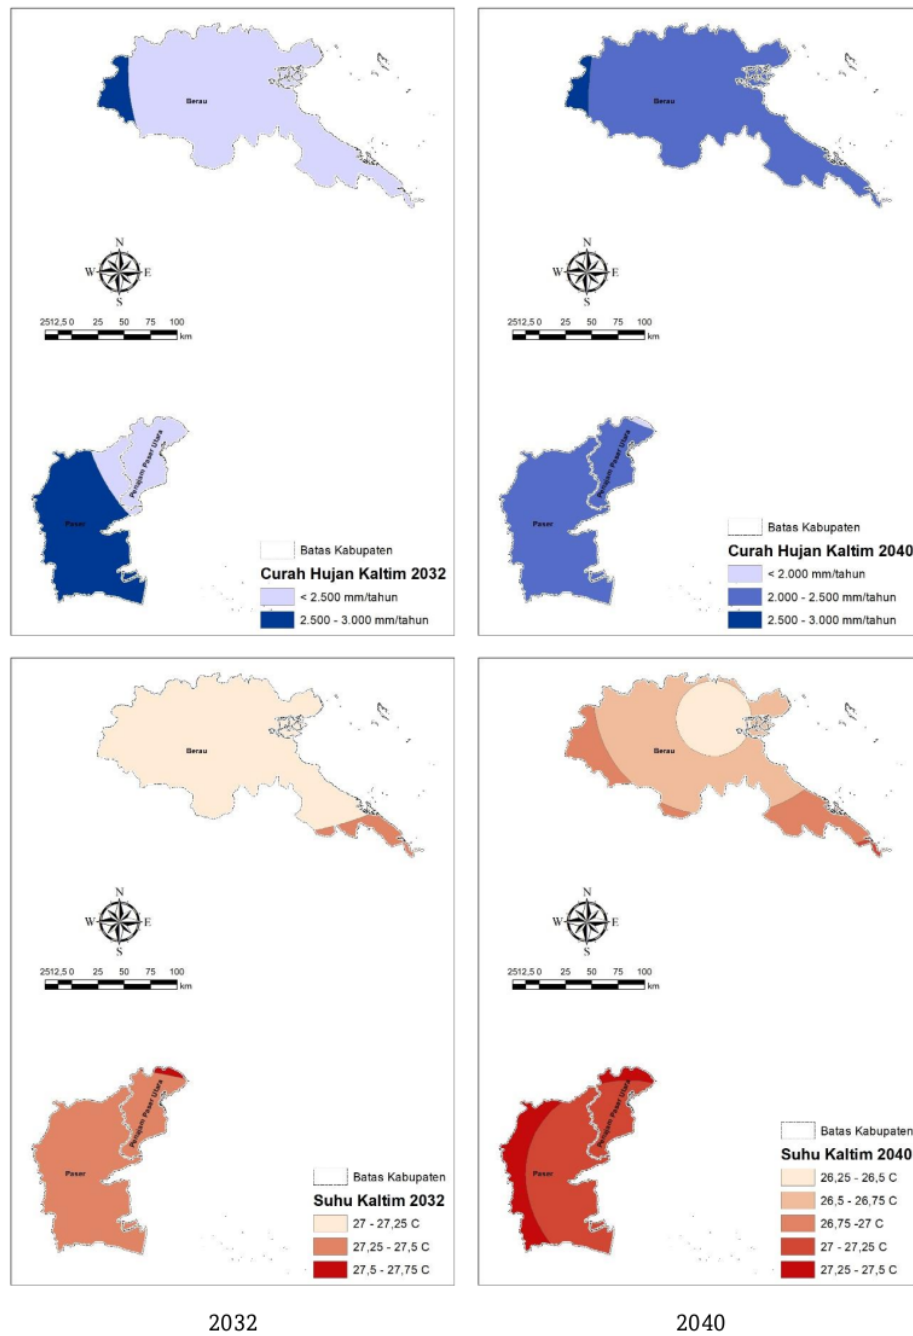 Berau
N
W E
S
2512,5 0 25 50 75 100
km
Penajam Paser Utara
Paser
Batas Kabupaten
Curah Hujan Kaltim 2032
< 2.500 mm/tahun
2.500 - 3.000 mm/tahun
Berau
N
W E
S
2512,5 0 25 50 75 100
km
Penajam Paser Utara
Paser
Batas Kabupaten
Curah Hujan Kaltim 2040
< 2.000 mm/tahun
2.000 - 2.500 mm/tahun
2.500 - 3.000 mm/tahun
Berau
N
W E
S
2512,5 0 25 50 75 100
km
Penajam Paser Utara
Paser
Batas Kabupaten
Suhu Kaltim 2032
27 - 27,25 C
27,25 - 27,5 C
27,5 - 27,75 C
Berau
N
W E
S
2512,5 0 25 50 75 100
km
Penajam Paser Utara
Paser
Batas Kabupaten
Suhu Kaltim 2040
26,25 - 26,5 C
26,5 - 26,75 C
26,75 -27 C
27 - 27,25 C
27,25 - 27,5 C
2032
2040